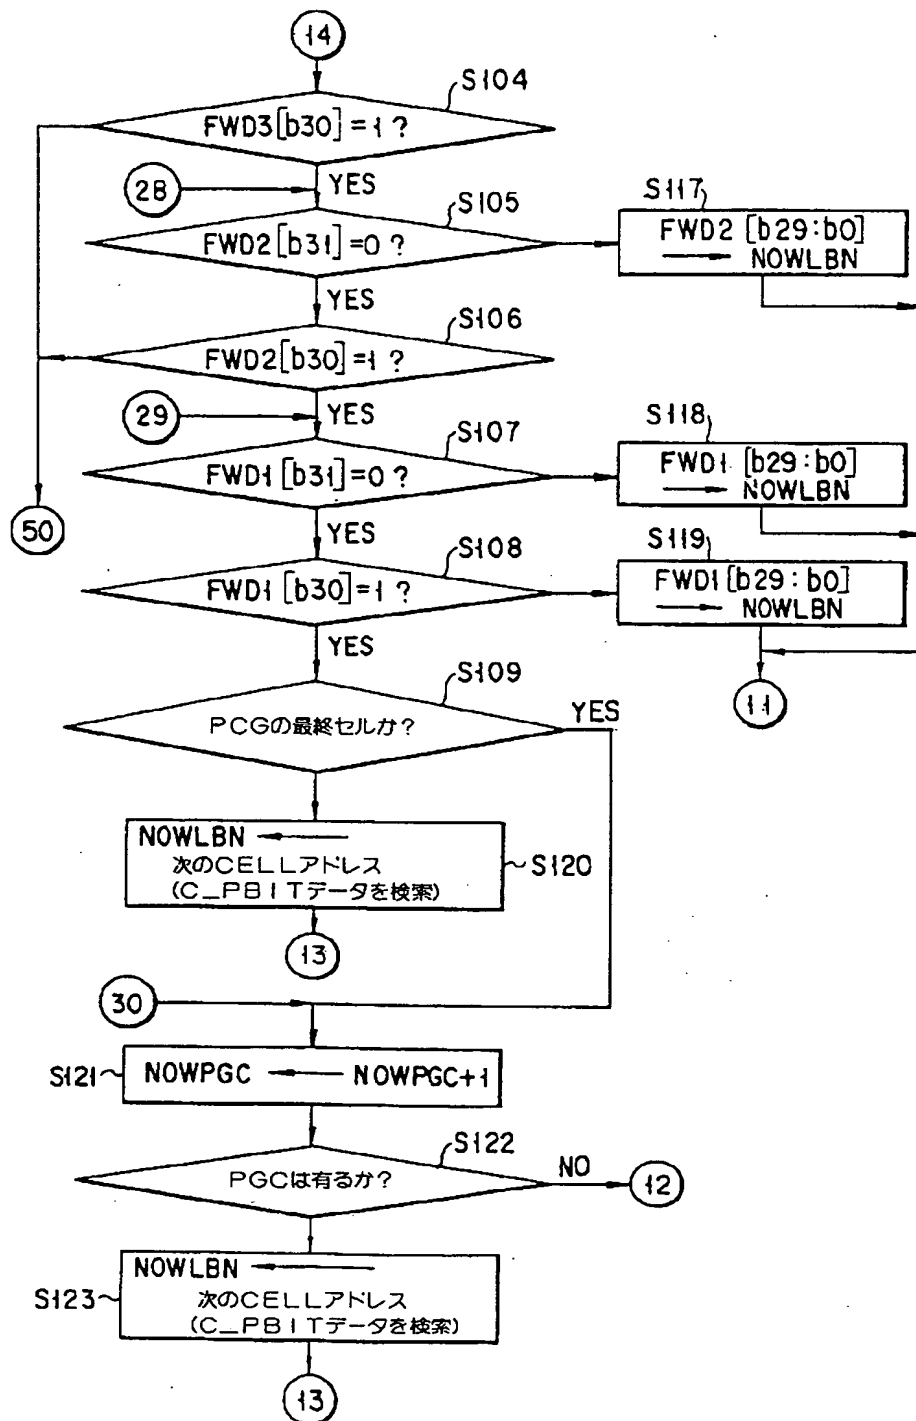 14
S104
FWD3[b30]=1?
YES
28
S105
FWD2[b31]=0?
S117
FWD2 [b29:b0]
→ NOWLBN
YES
S106
FWD2[b30]=1?
YES
29
S107
FWD1[b31]=0?
S118
FWD1 [b29:b0]
→ NOWLBN
50
YES
S108
FWD1[b30]=1?
S119
FWD1[b29:b0]
→ NOWLBN
YES
S109
PCGの最終セルか?
YES
11
NOWLBN ←
次のCELLアドレス
(C_PBITデータを検索)
S120
13
30
S121
NOWPGC ← NOWPGC+1
S122
PGCは有るか?
NO
12
NOWLBN ←
S123
次のCELLアドレス
(C_PBITデータを検索)
13